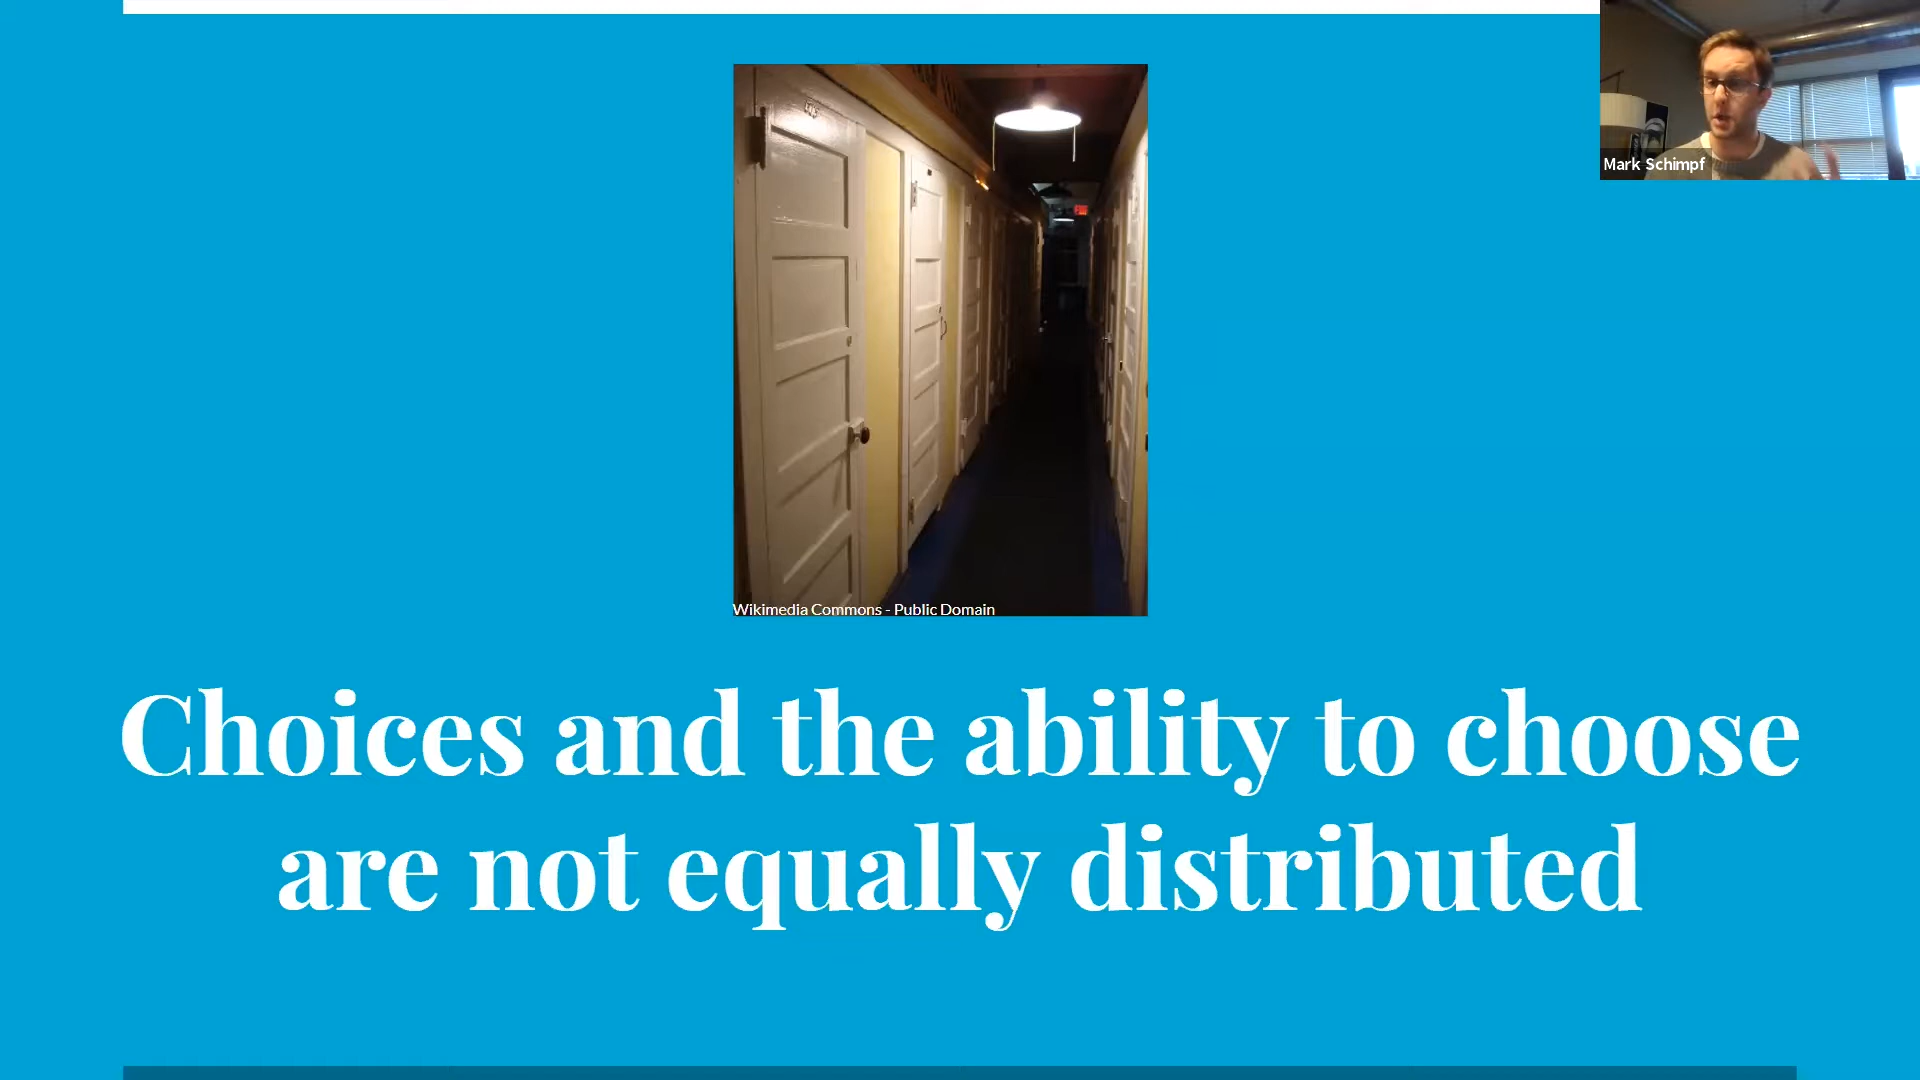 Mark Schimpf
Wikimedia Commons - Public Domain
Choices and the ability to choose
are not equally distributed